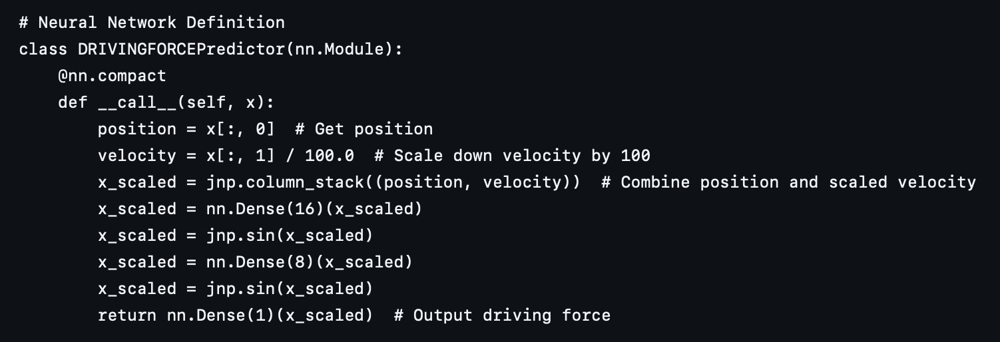 # Neural Network Definition
class DRIVINGFORCEPredictor(nn.Module):
    @nn.compact
    def __call__(self, x):
        position = x[:, 0]  # Get position
        velocity = x[:, 1] / 100.0  # Scale down velocity by 100
        x_scaled = jnp.column_stack((position, velocity))  # Combine position and scaled velocity
        x_scaled = nn.Dense(16)(x_scaled)
        x_scaled = jnp.sin(x_scaled)
        x_scaled = nn.Dense(8)(x_scaled)
        x_scaled = jnp.sin(x_scaled)
        return nn.Dense(1)(x_scaled)  # Output driving force